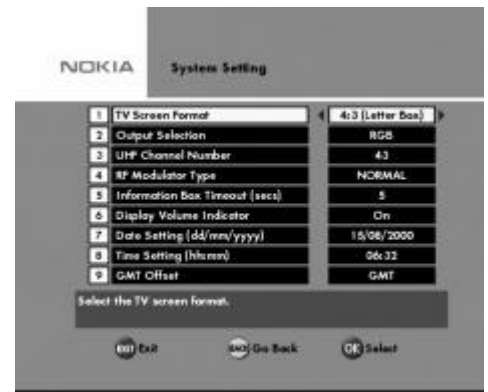 NOKIA System Setting
1 TV Screen Format 4:3 (Letter Box)
2 Output Selection RGB
3 UHF Channel Number 43
4 RF Modulator Type NORMAL
5 Information Box Timeout (secs) 5
6 Display Volume Indicator On
7 Date Setting (dd/mm/yyyy) 15/08/2000
8 Time Setting (hh:mm) 06:32
9 GMT Offset GMT
Select the TV screen format.
EXIT Exit BACK Go Back OK Select